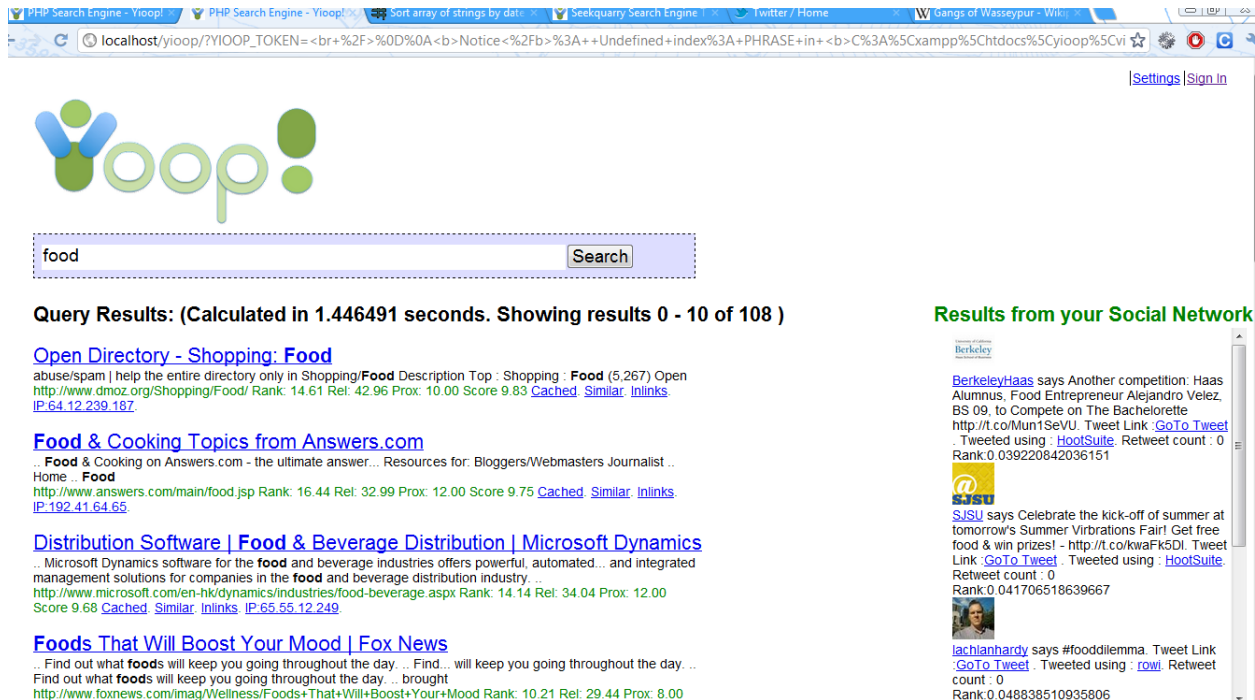 PHP Search Engine - Yioop!
PHP Search Engine - Yioop!
Sort array of strings by date
Seekquarry Search Engine
Twitter / Home
Gangs of Wasseypur - Wiki
localhost/yioop/?YIOOP_TOKEN=<br+%2F>%0D%0A<b>Notice<%2Fb>%3A++Undefined+index%3A+PHRASE+in+<b>C%3A%5Cxampp%5Chtdocs%5Cyioop%5Cvi
|Settings |Sign In
Yioop!
food
Search
Query Results: (Calculated in 1.446491 seconds. Showing results 0 - 10 of 108 )
Open Directory - Shopping: Food
abuse/spam | help the entire directory only in Shopping/Food Description Top : Shopping : Food (5,267) Open
http://www.dmoz.org/Shopping/Food/ Rank: 14.61 Rel: 42.96 Prox: 10.00 Score 9.83 Cached. Similar. Inlinks.
IP:64.12.239.187.
Food & Cooking Topics from Answers.com
.. Food & Cooking on Answers.com - the ultimate answer... Resources for: Bloggers/Webmasters Journalist ..
Home .. Food
http://www.answers.com/main/food.jsp Rank: 16.44 Rel: 32.99 Prox: 12.00 Score 9.75 Cached. Similar. Inlinks.
IP:192.41.64.65.
Distribution Software | Food & Beverage Distribution | Microsoft Dynamics
.. Microsoft Dynamics software for the food and beverage industries offers powerful, automated... and integrated
management solutions for companies in the food and beverage distribution industry. ..
http://www.microsoft.com/en-hk/dynamics/industries/food-beverage.aspx Rank: 14.14 Rel: 34.04 Prox: 12.00
Score 9.68 Cached. Similar. Inlinks. IP:65.55.12.249.
Foods That Will Boost Your Mood | Fox News
.. Find out what foods will keep you going throughout the day. .. Find... will keep you going throughout the day. ..
Find out what foods will keep you going throughout the day. .. brought
http://www.foxnews.com/imag/Wellness/Foods+That+Will+Boost+Your+Mood Rank: 10.21 Rel: 29.44 Prox: 8.00
Results from your Social Network
Berkeley
BerkeleyHaas says Another competition: Haas
Alumnus, Food Entrepreneur Alejandro Velez,
BS 09, to Compete on The Bachelorette
http://t.co/Mun1SeVU. Tweet Link :GoTo Tweet
. Tweeted using : HootSuite. Retweet count : 0
Rank:0.039220842036151
@
SJSU
SJSU says Celebrate the kick-off of summer at
tomorrow's Summer Virbrations Fair! Get free
food & win prizes! - http://t.co/kwaFk5DI. Tweet
Link :GoTo Tweet . Tweeted using : HootSuite.
Retweet count : 0
Rank:0.041706518639667
lachlanhardy says #fooddilemma. Tweet Link
:GoTo Tweet . Tweeted using : rowi. Retweet
count : 0
Rank:0.048838510935806